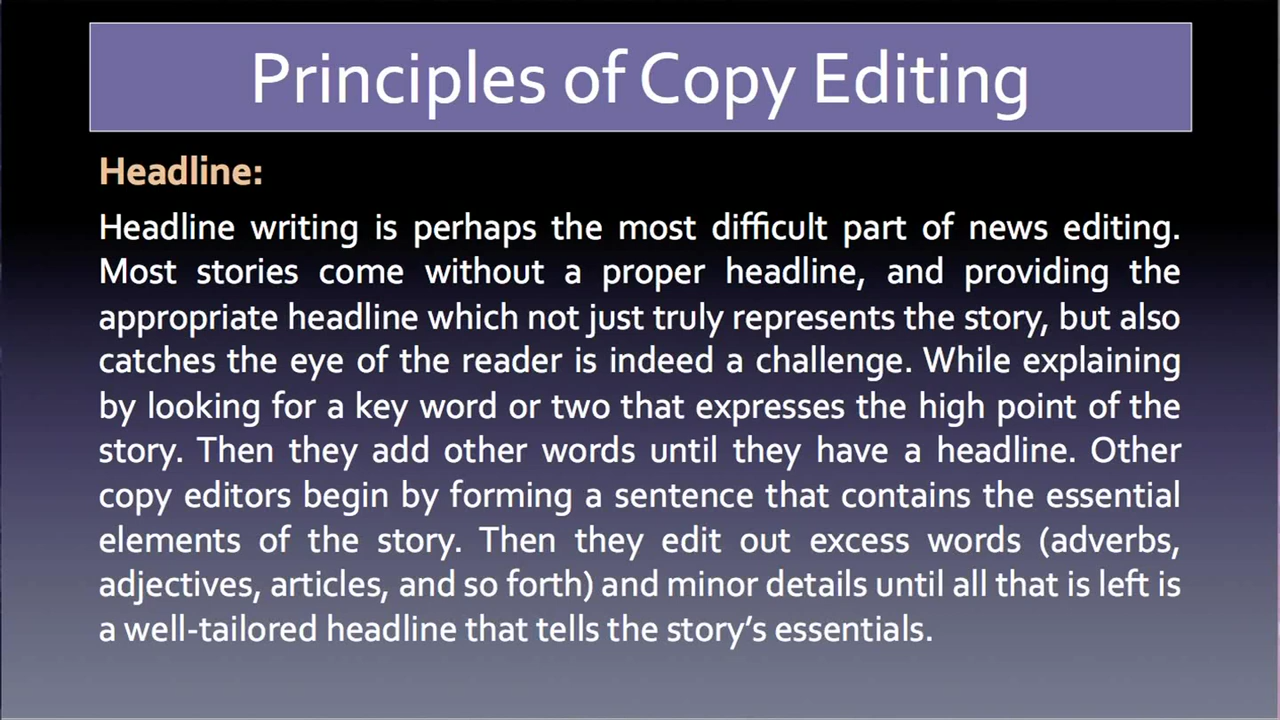 Principles of Copy Editing
Headline:
Headline writing is perhaps the most difficult part of news editing.
Most stories come without a proper headline, and providing the
appropriate headline which not just truly represents the story, but also
catches the eye of the reader is indeed a challenge. While explaining
by looking for a key word or two that expresses the high point of the
story. Then they add other words until they have a headline. Other
copy editors begin by forming a sentence that contains the essential
elements of the story. Then they edit out excess words (adverbs,
adjectives, articles, and so forth) and minor details until all that is left is
a well-tailored headline that tells the story’s essentials.